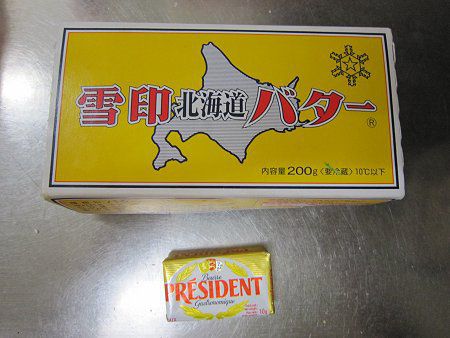 雪印北海道バター®
内容量200g〈要冷蔵〉10℃以下
Beurre
PRÉSIDENT
Gastronomique
10g